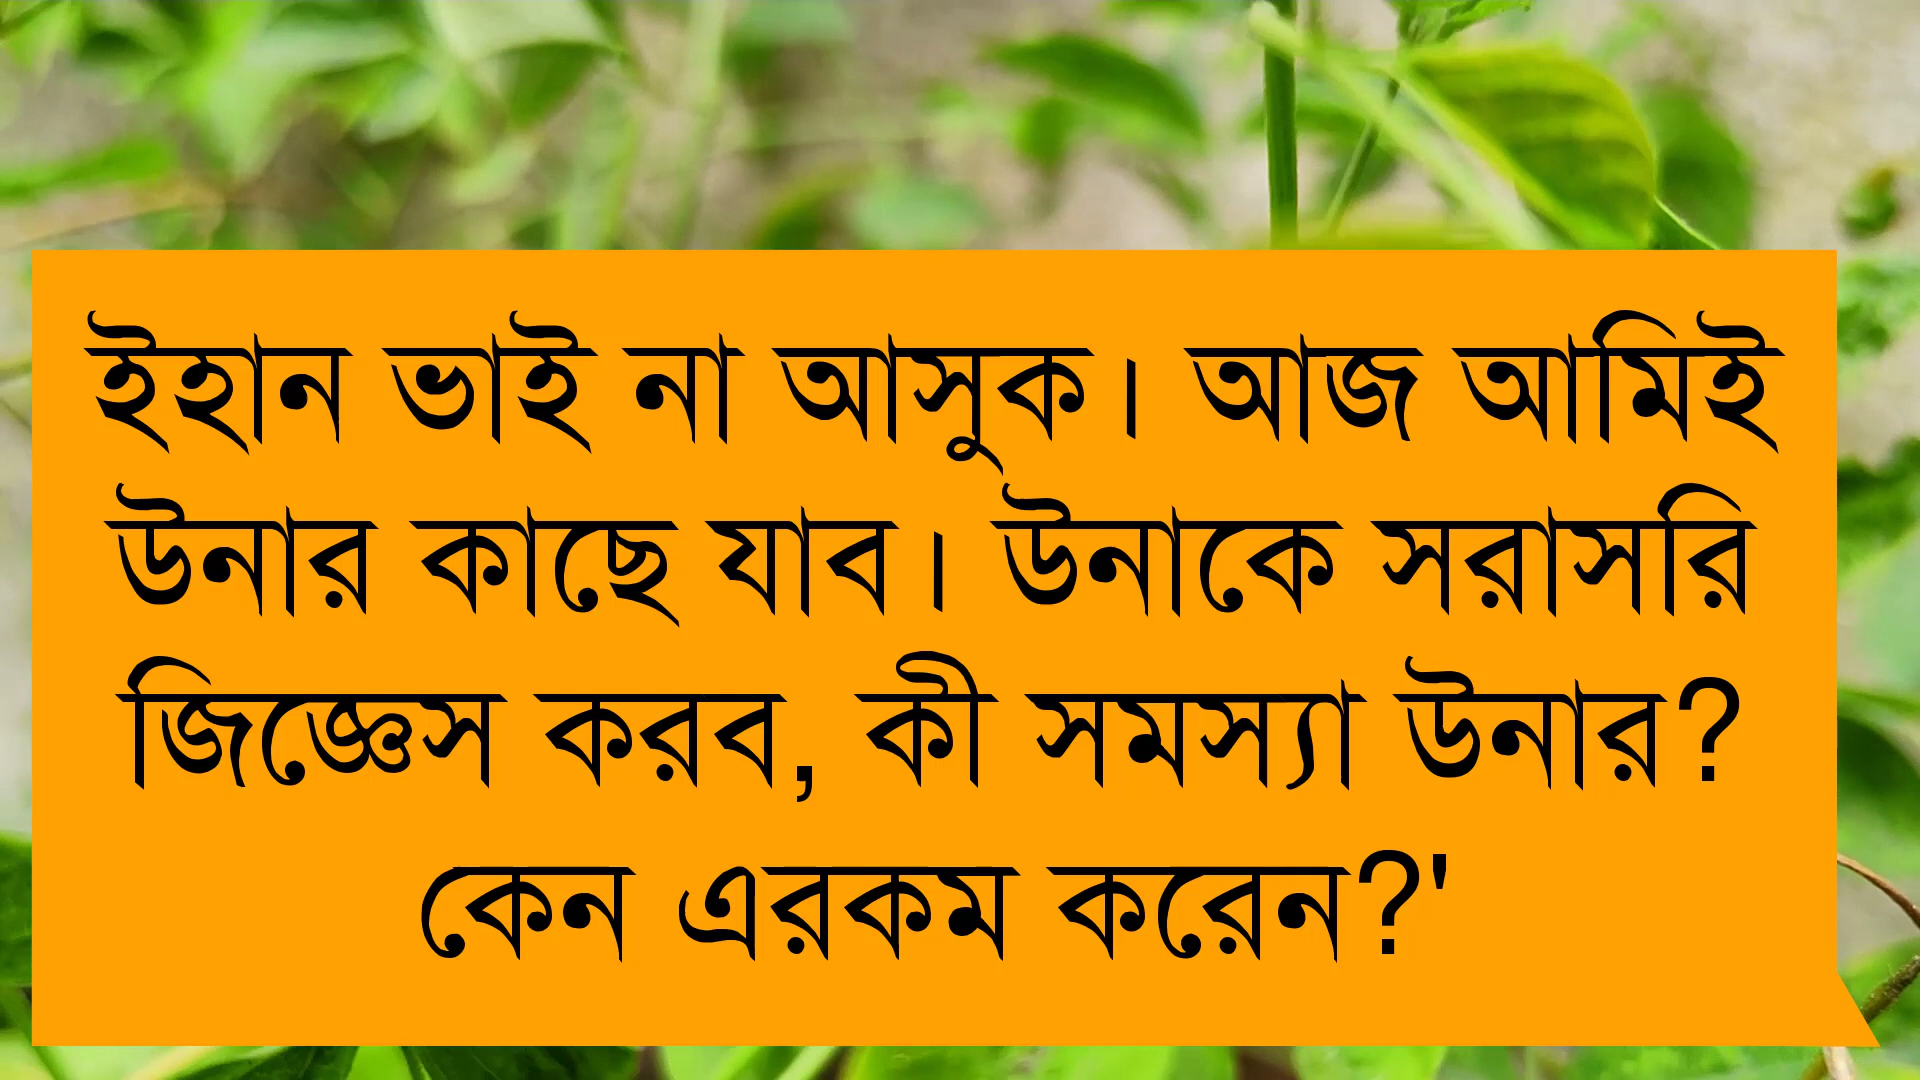 ইহান ভাই না আসুক। আজ আমিই
উনার কাছে যাব। উনাকে সরাসরি
জিজ্ঞেস করব, কী সমস্যা উনার?
কেন এরকম করেন?'